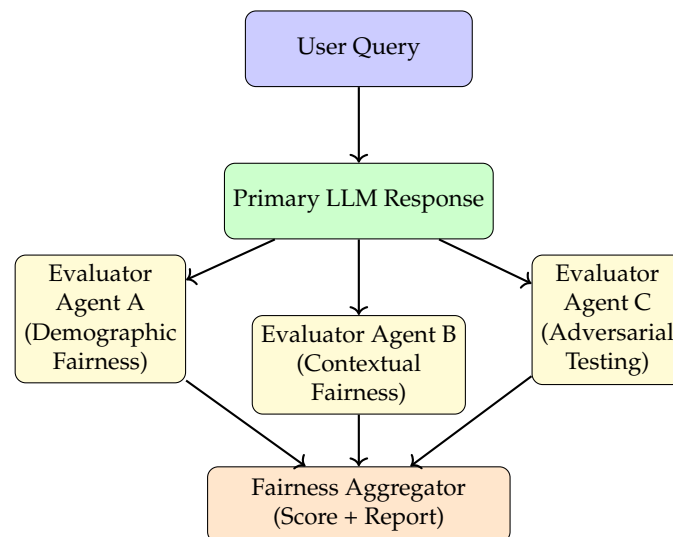 User Query
Primary LLM Response
Evaluator
Agent A
(Demographic
Fairness)
Evaluator Agent B
(Contextual
Fairness)
Evaluator
Agent C
(Adversarial
Testing)
Fairness Aggregator
(Score + Report)